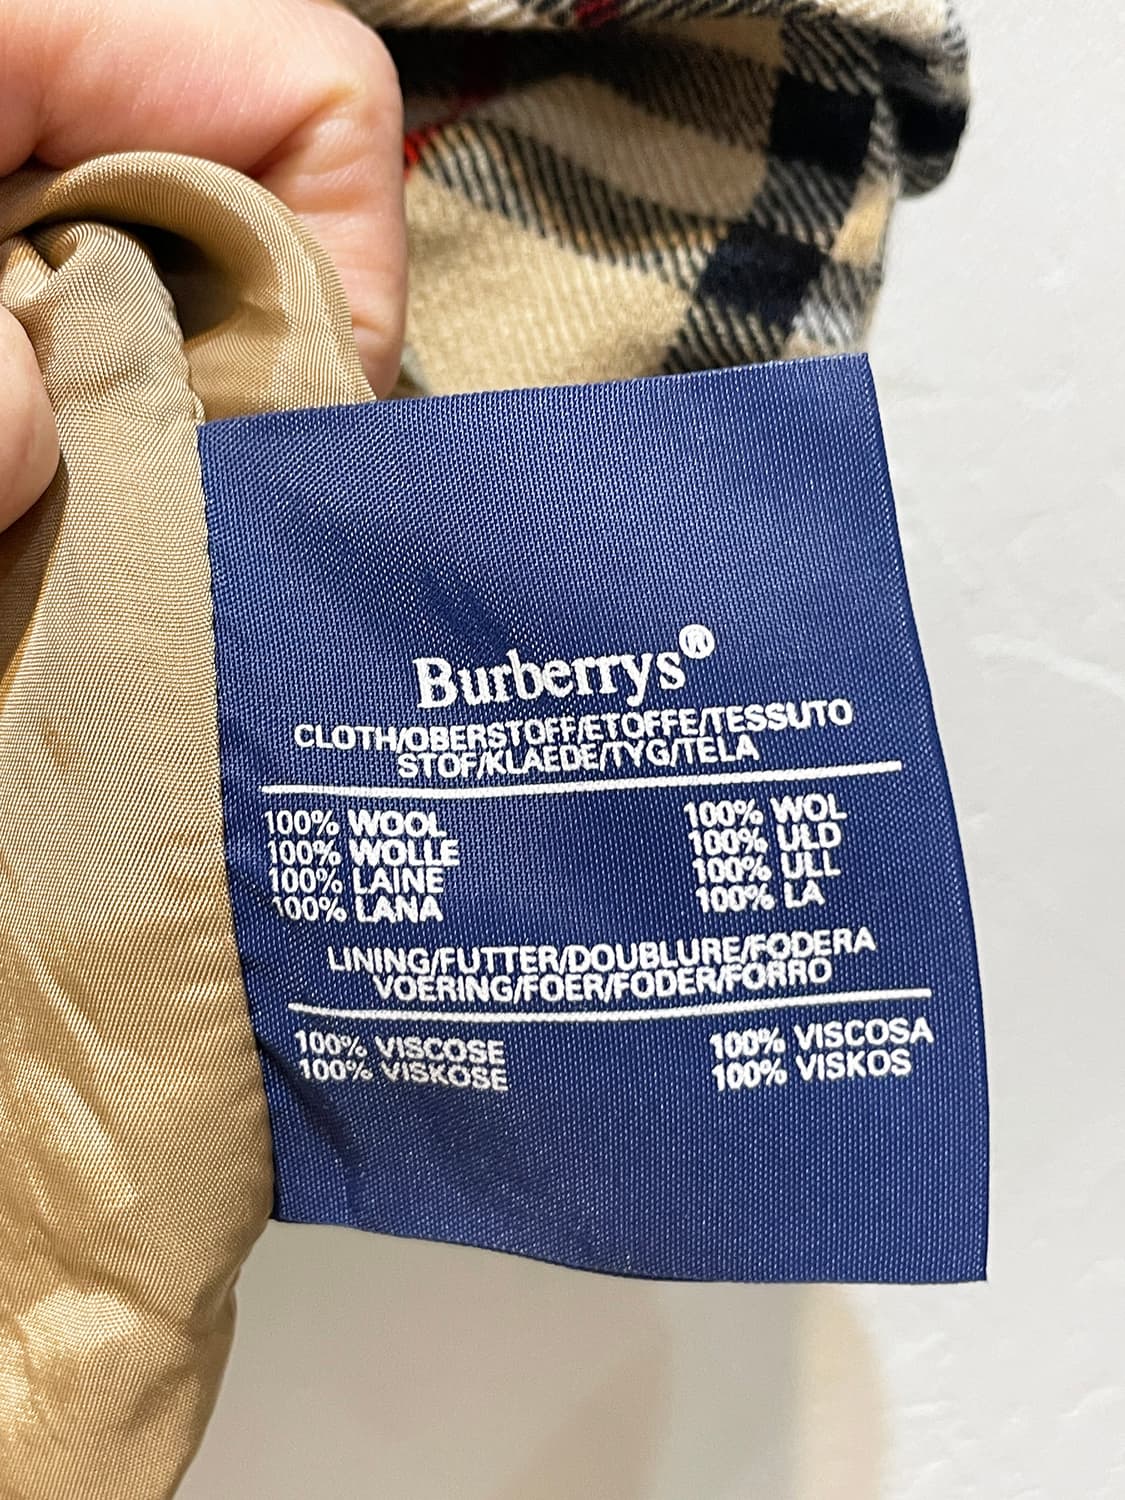 Burberrys®
CLOTH/OBERSTOFF/ETOFFE/TESSUTO
STOF/KLAEDE/TYG/TELA
100% WOOL
100% WOLLE
100% LAINE
100% LANA
100% WOL
100% ULD
100% ULL
100% LA
LINING/FUTTER/DOUBLURE/FODERA
VOERING/FOER/FODER/FORRO
100% VISCOSE
100% VISKOSE
100% VISCOSA
100% VISKOS